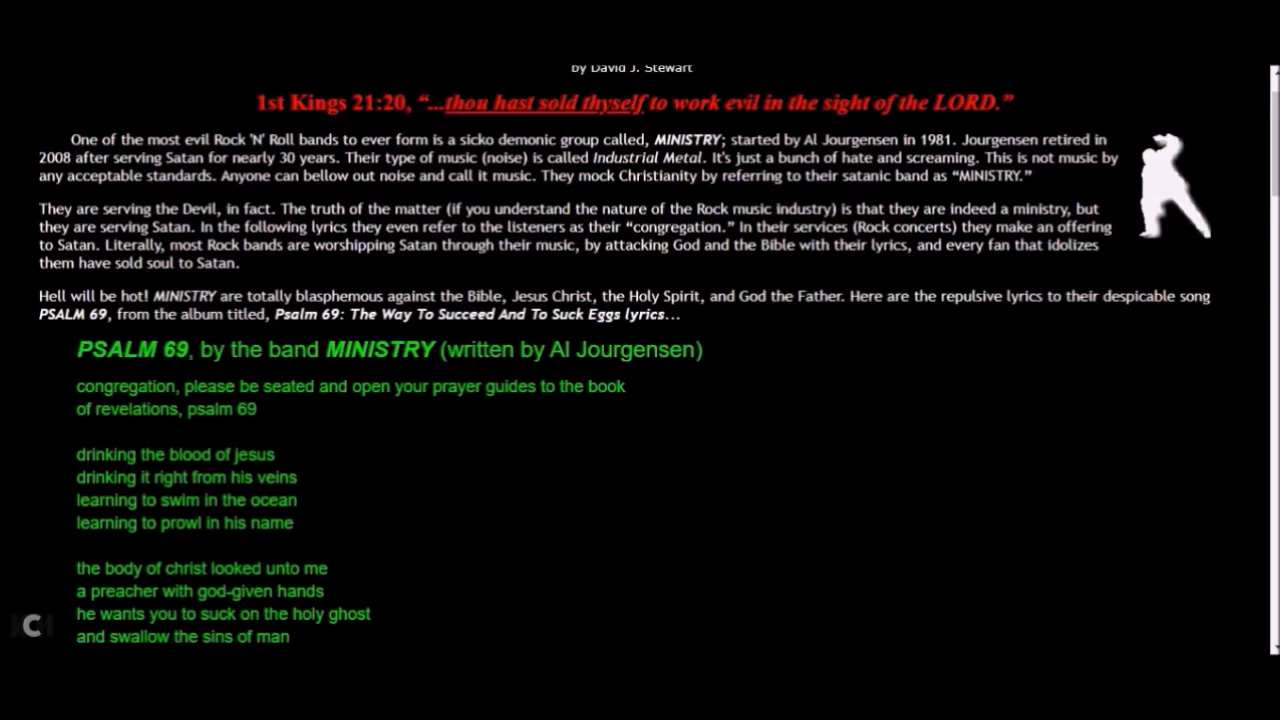 by David J. Stewart
1st Kings 21:20, “...thou hast sold thyself to work evil in the sight of the LORD.”
One of the most evil Rock 'N' Roll bands to ever form is a sicko demonic group called, MINISTRY; started by Al Jourgensen in 1981. Jourgensen retired in
2008 after serving Satan for nearly 30 years. Their type of music (noise) is called Industrial Metal. It's just a bunch of hate and screaming. This is not music by
any acceptable standards. Anyone can bellow out noise and call it music. They mock Christianity by referring to their satanic band as “MINISTRY.”
They are serving the Devil, in fact. The truth of the matter (if you understand the nature of the Rock music industry) is that they are indeed a ministry, but
they are serving Satan. In the following lyrics they even refer to the listeners as their “congregation.” In their services (Rock concerts) they make an offering
to Satan. Literally, most Rock bands are worshipping Satan through their music, by attacking God and the Bible with their lyrics, and every fan that idolizes
them have sold soul to Satan.
Hell will be hot! MINISTRY are totally blasphemous against the Bible, Jesus Christ, the Holy Spirit, and God the Father. Here are the repulsive lyrics to their despicable song
PSALM 69, from the album titled, Psalm 69: The Way To Succeed And To Suck Eggs lyrics...
PSALM 69, by the band MINISTRY (written by Al Jourgensen)
congregation, please be seated and open your prayer guides to the book
of revelations, psalm 69
drinking the blood of jesus
drinking it right from his veins
learning to swim in the ocean
learning to prowl in his name
the body of christ looked unto me
a preacher with god-given hands
he wants you to suck on the holy ghost
and swallow the sins of man